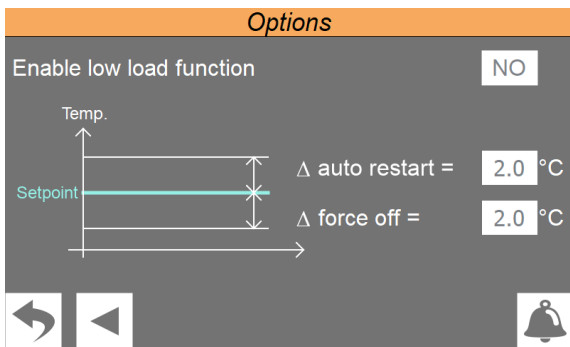 Options
Enable low load function NO
Temp.
Δ auto restart = 2.0 °C
Setpoint
Δ force off = 2.0 °C